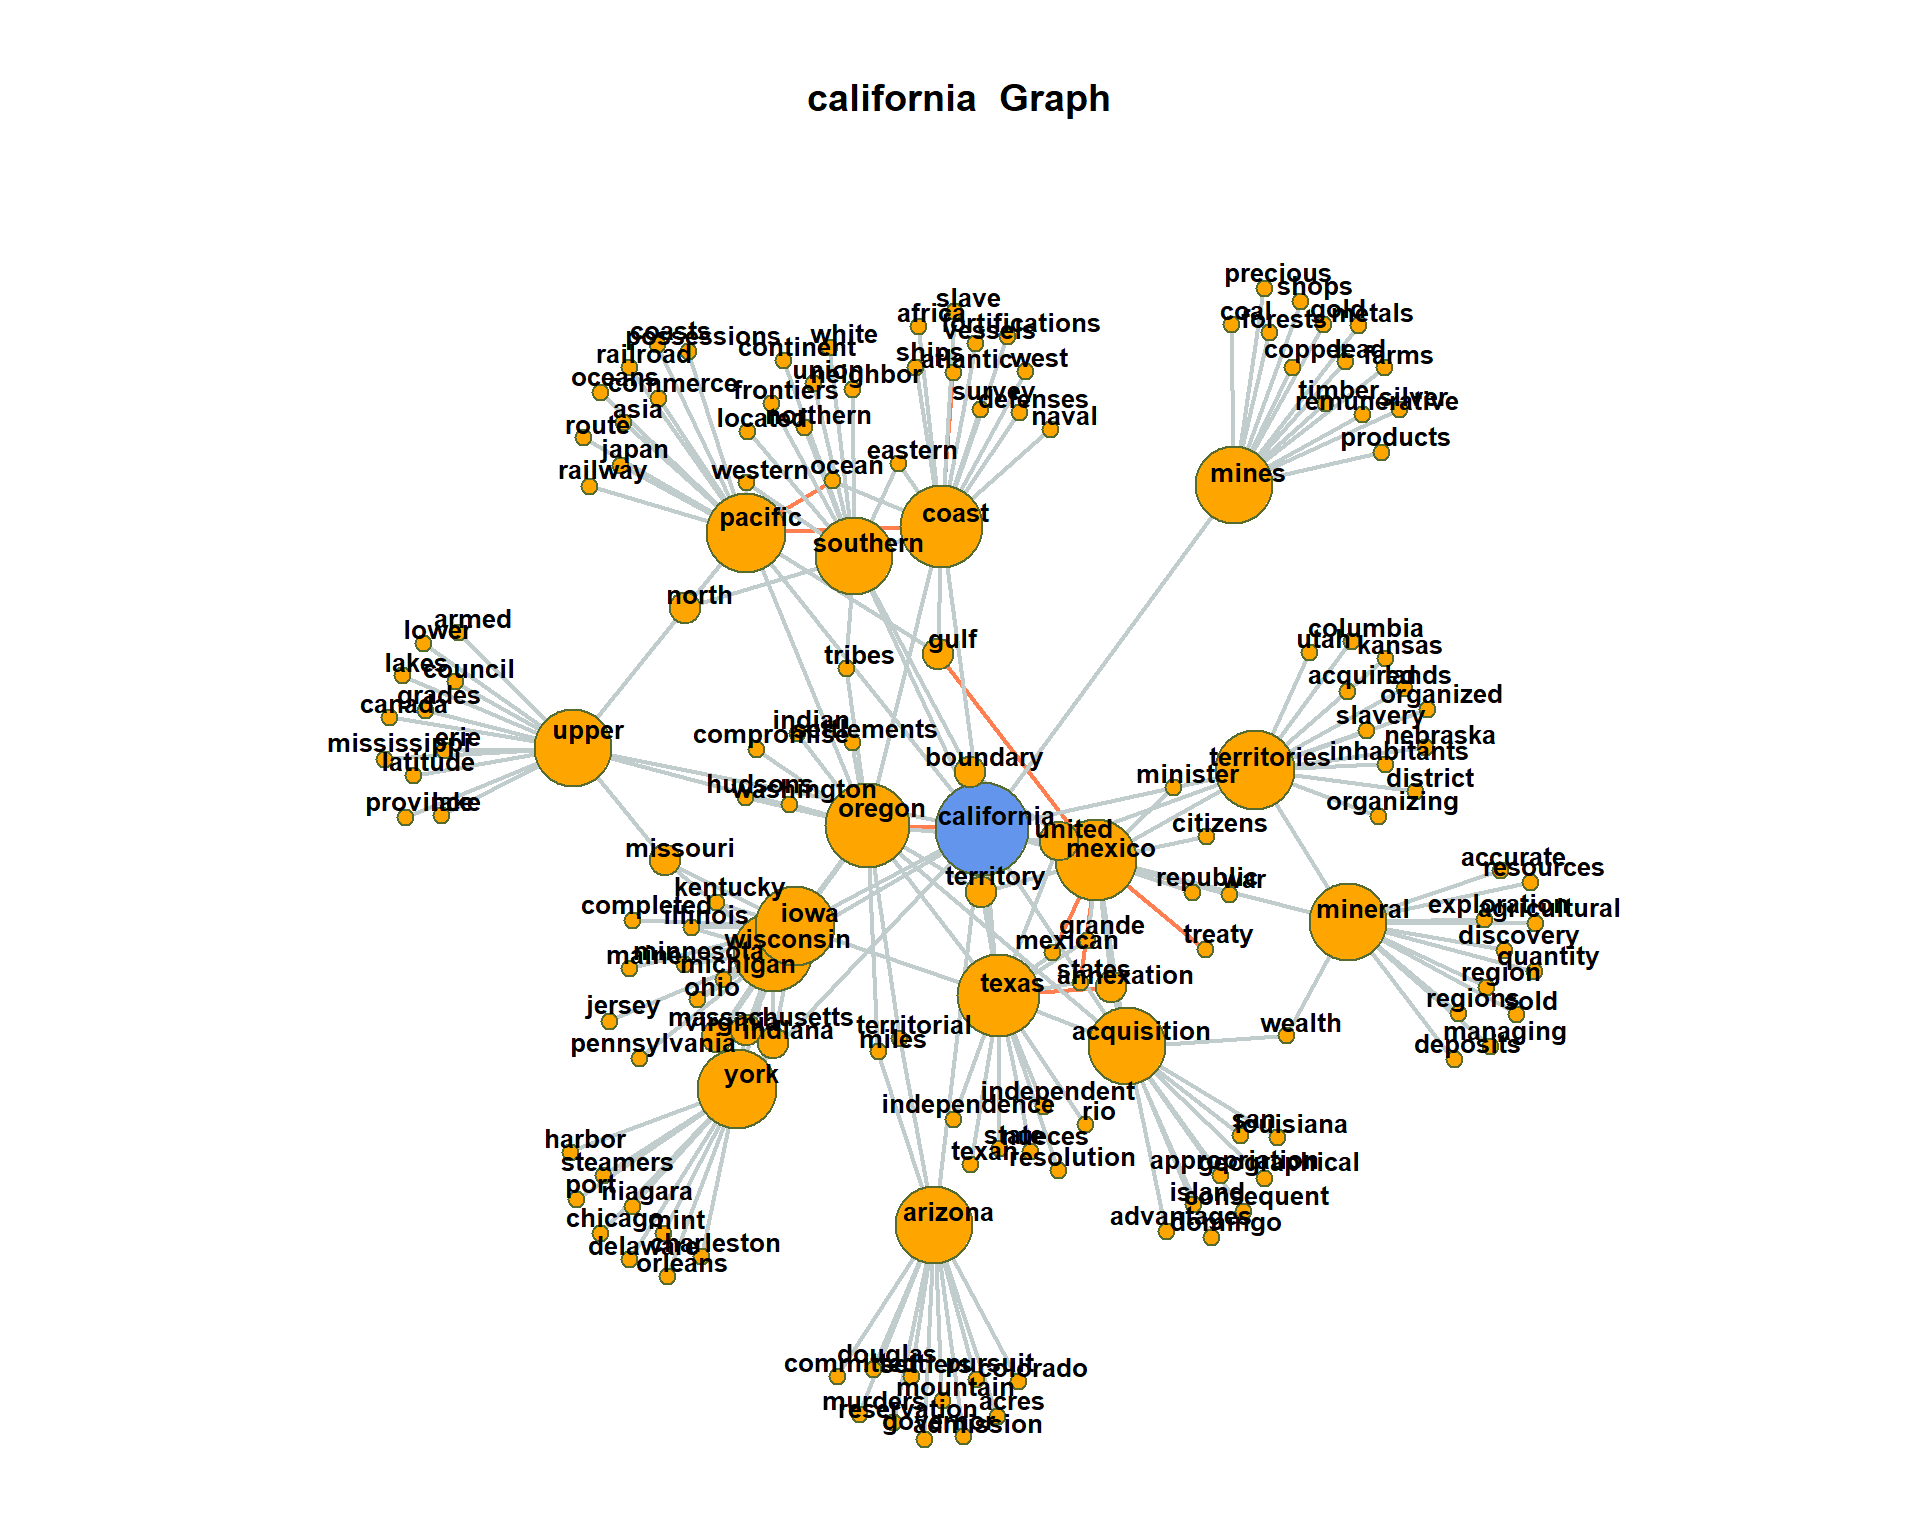 california  Graph
precious
shops
slave
africa
coal
gold
metals
forests
fortifications
vessels
coasts
possessions
white
continent
railroad
ships
atlantic
west
copper
lead
farms
union
neighbor
oceans
commerce
frontiers
survey
defenses
timber
silver
remunerative
asia
located
northern
naval
route
products
japan
eastern
railway
western
ocean
mines
pacific
coast
southern
north
armed
lower
gulf
columbia
utah
kansas
tribes
lakes
council
acquired
lands
grades
organized
canada
slavery
indian
settlements
upper
compromise
nebraska
erie
mississippi
inhabitants
boundary
territories
latitude
minister
district
hudsons
washington
province
lake
organizing
oregon
california
citizens
united
missouri
mexico
accurate
resources
kentucky
territory
republic
war
completed
illinois
iowa
exploration
agricultural
mineral
grande
treaty
discovery
wisconsin
mexican
minnesota
maine
michigan
quantity
states
annexation
region
ohio
texas
regions
sold
jersey
massachusetts
virginia
indiana
territorial
miles
acquisition
wealth
managing
deposits
pennsylvania
york
independent
independence
rio
san
louisiana
harbor
state
nueces
texan
resolution
steamers
appropriation
geographical
port
niagara
island
consequent
chicago
mint
arizona
advantages
domingo
delaware
charleston
orleans
douglas
committed
settlers
pursuit
colorado
mountain
murders
reservation
acres
governor
admission